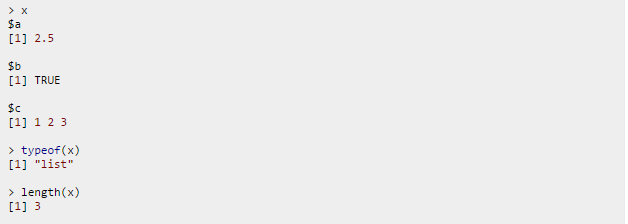 > x
$a
[1] 2.5
$b
[1] TRUE
$c
[1] 1 2 3
> typeof(x)
[1] "list"
> length(x)
[1] 3